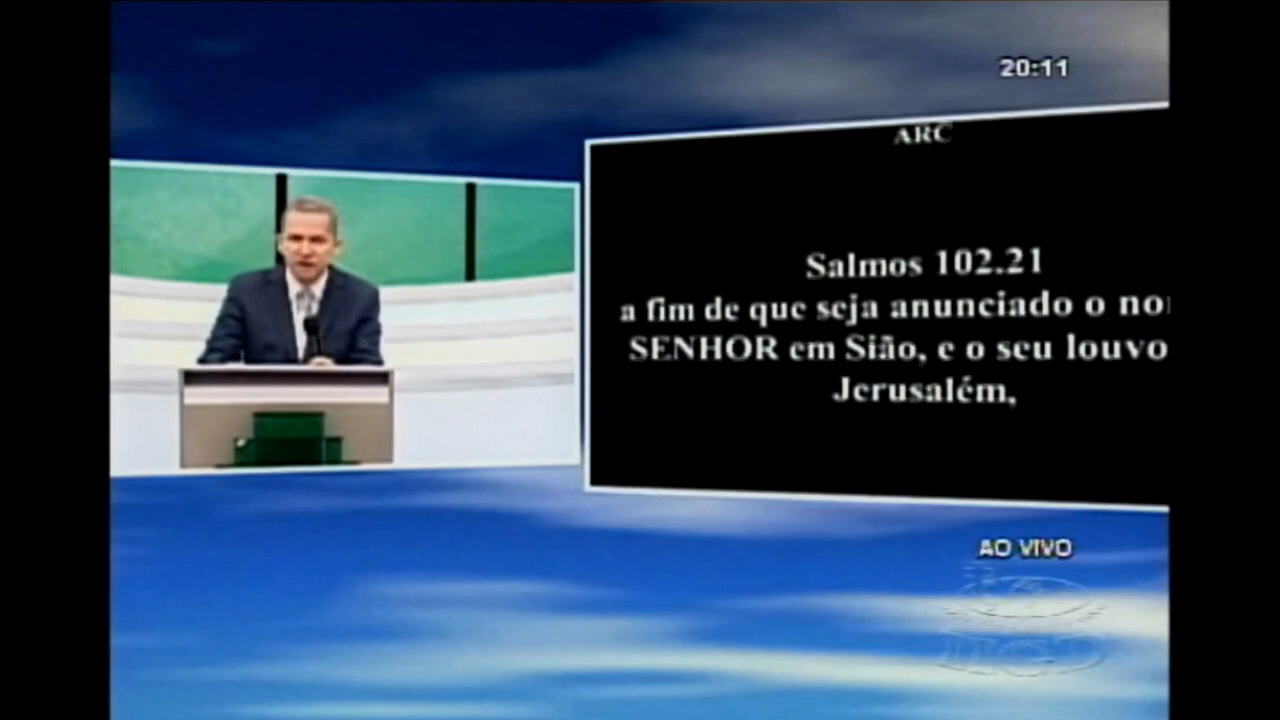 20:11
ARC
Salmos 102.21
a fim de que seja anunciado o no
SENHOR em Sião, e o seu louvo
Jerusalém,
AO VIVO